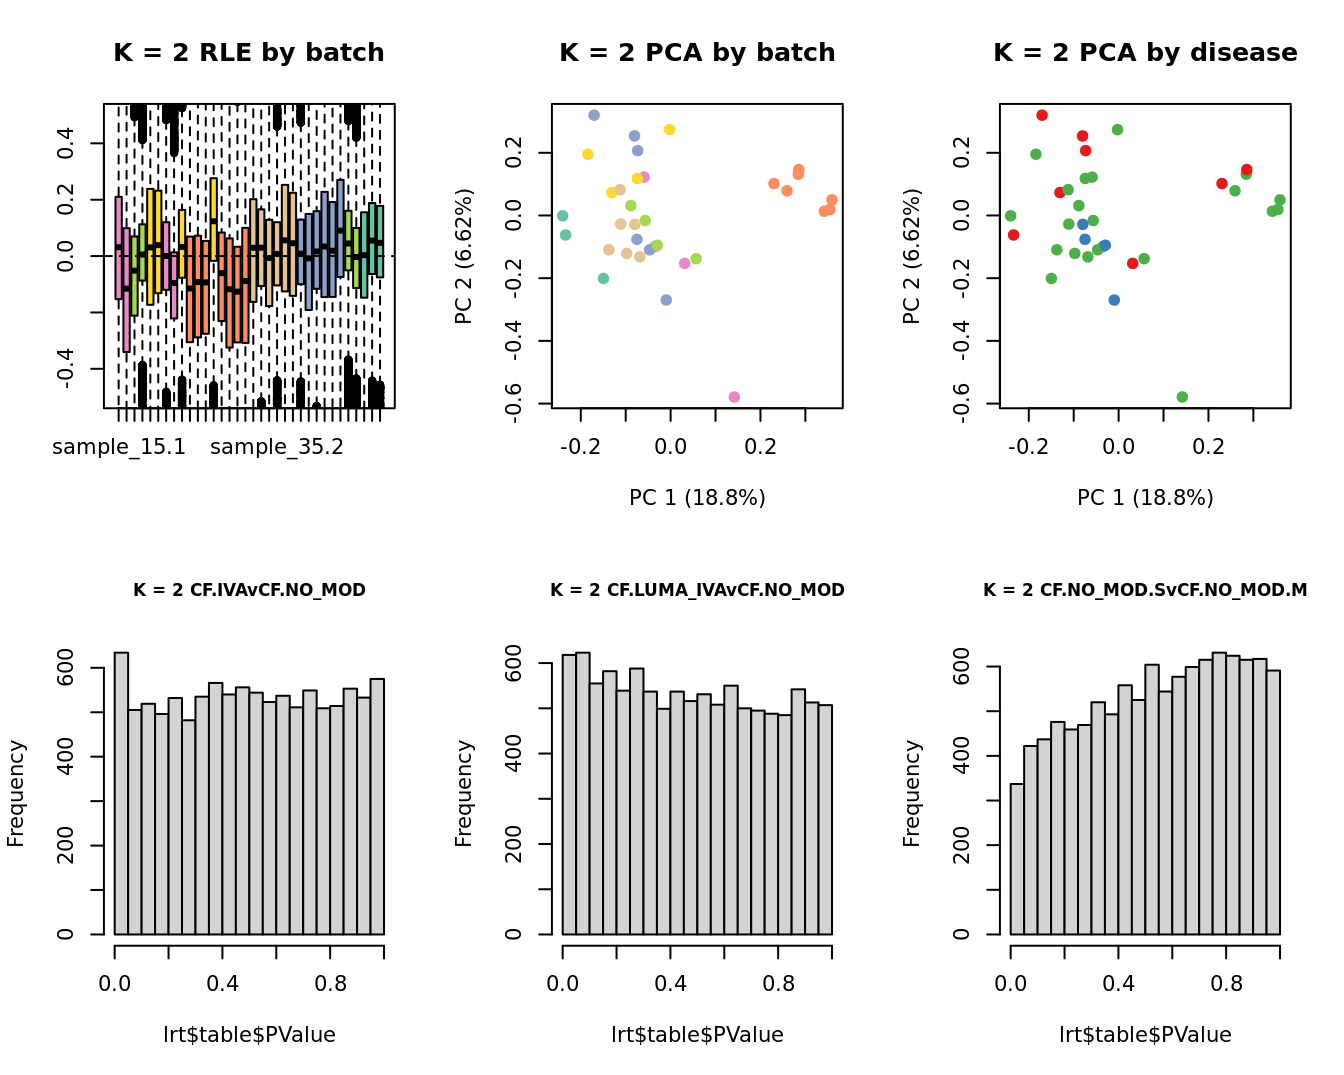 K = 2 RLE by batch
0.4
0.2
0.0
-0.4
sample_15.1 sample_35.2
K = 2 PCA by batch
PC 2 (6.62%)
0.2
0.0
-0.2
-0.4
-0.6
-0.2 0.0 0.2
PC 1 (18.8%)
K = 2 PCA by disease
PC 2 (6.62%)
0.2
0.0
-0.2
-0.4
-0.6
-0.2 0.0 0.2
PC 1 (18.8%)
K = 2 CF.IVAvCF.NO_MOD
Frequency
600
400
200
0
0.0 0.4 0.8
lrt$table$PValue
K = 2 CF.LUMA_IVAvCF.NO_MOD
Frequency
600
400
200
0
0.0 0.4 0.8
lrt$table$PValue
K = 2 CF.NO_MOD.SvCF.NO_MOD.M
Frequency
600
400
200
0
0.0 0.4 0.8
lrt$table$PValue